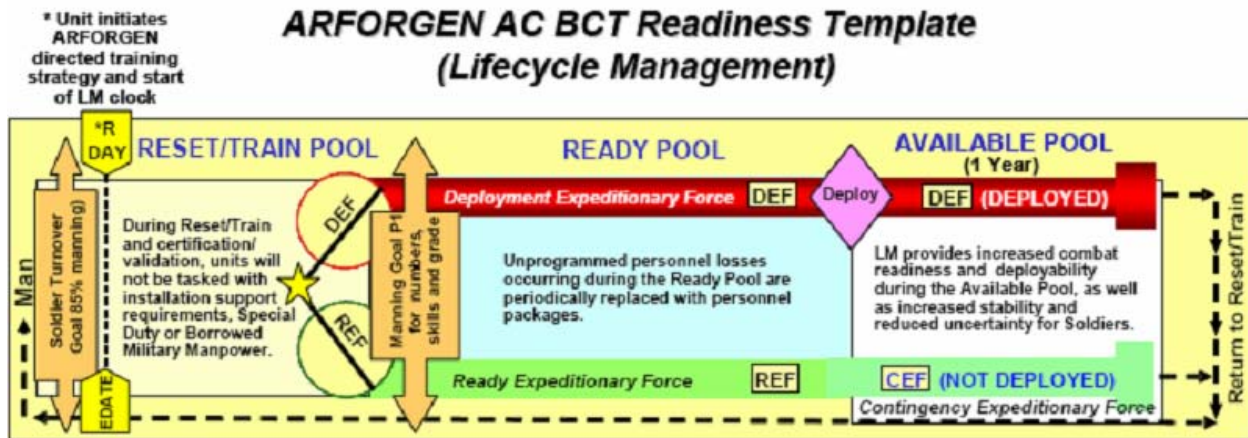 ARFORGEN AC BCT Readiness Template
(Lifecycle Management)
* Unit initiates
ARFORGEN
directed training
strategy and start
of LM clock
*R
DAY
RESET/TRAIN POOL
READY POOL
AVAILABLE POOL
(1 Year)
Man
Soldier Turnover
Goal 85% manning)
EDATE
During Reset/Train
and certification/
validation, units will
not be tasked with
installation support
requirements, Special
Duty or Borrowed
Military Manpower.
DEF
REF
Manning Goal P1
for numbers,
skills and grade
Deployment Expeditionary Force
DEF
Deploy
DEF
(DEPLOYED)
Unprogrammed personnel losses
occurring during the Ready Pool are
periodically replaced with personnel
packages.
LM provides increased combat
readiness and deployability
during the Available Pool, as well
as increased stability and
reduced uncertainty for Soldiers.
Ready Expeditionary Force
REF
CEF
(NOT DEPLOYED)
Contingency Expeditionary Force
Return to Reset/Train